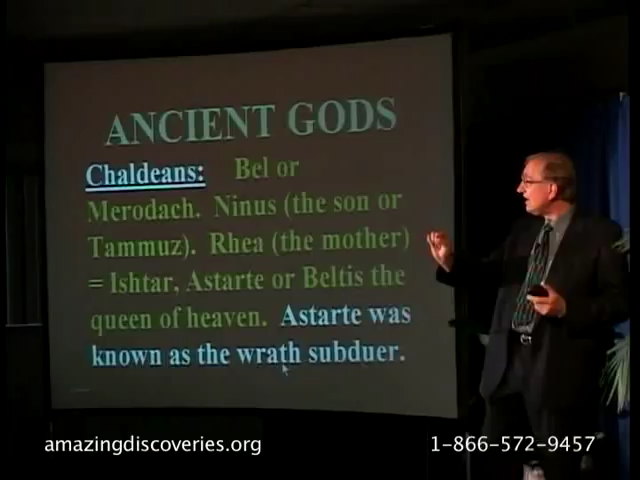 ANCIENT GODS
Chaldeans: Bel or
Merodach. Ninus (the son or
Tammuz). Rhea (the mother)
= Ishtar, Astarte or Beltis the
queen of heaven. Astarte was
known as the wrath subduer.
amazingdiscoveries.org
1-866-572-9457